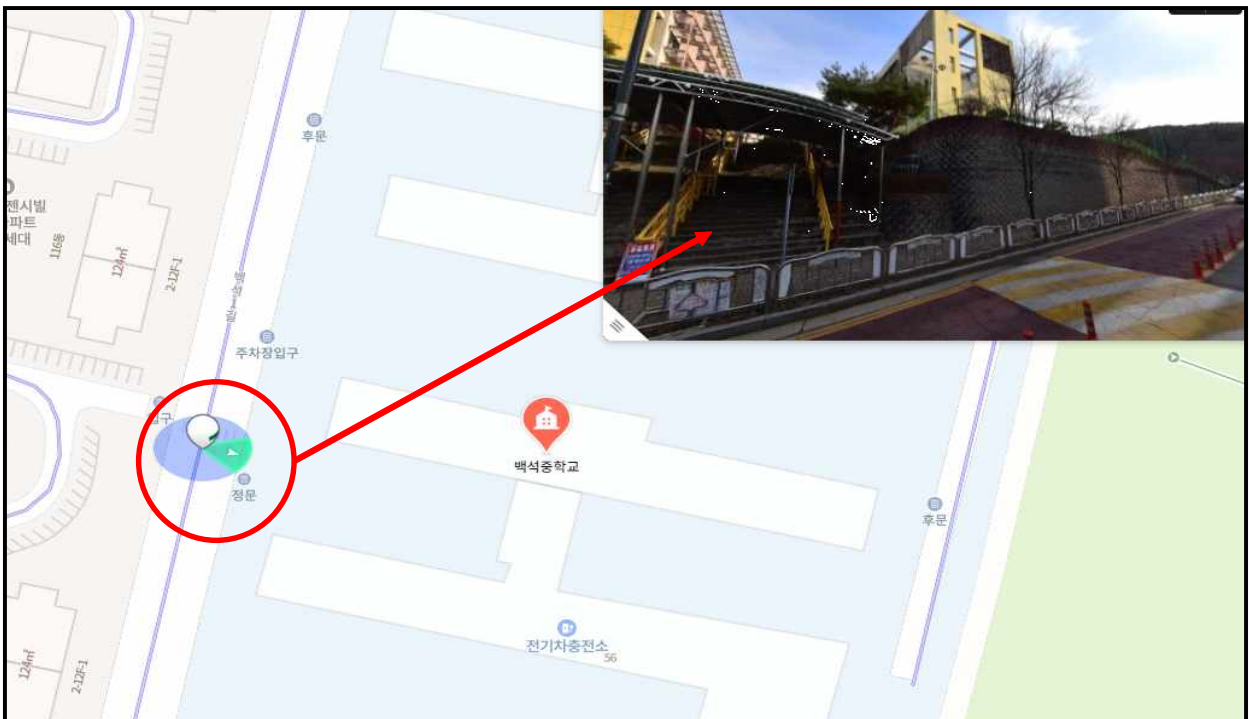 후문
젠시빌
파트
세대
116동
124㎡
2-12F-1
백석1길
주차장입구
입구
정문
백석중학교
후문
전기차충전소
56
124㎡
2-12F-1